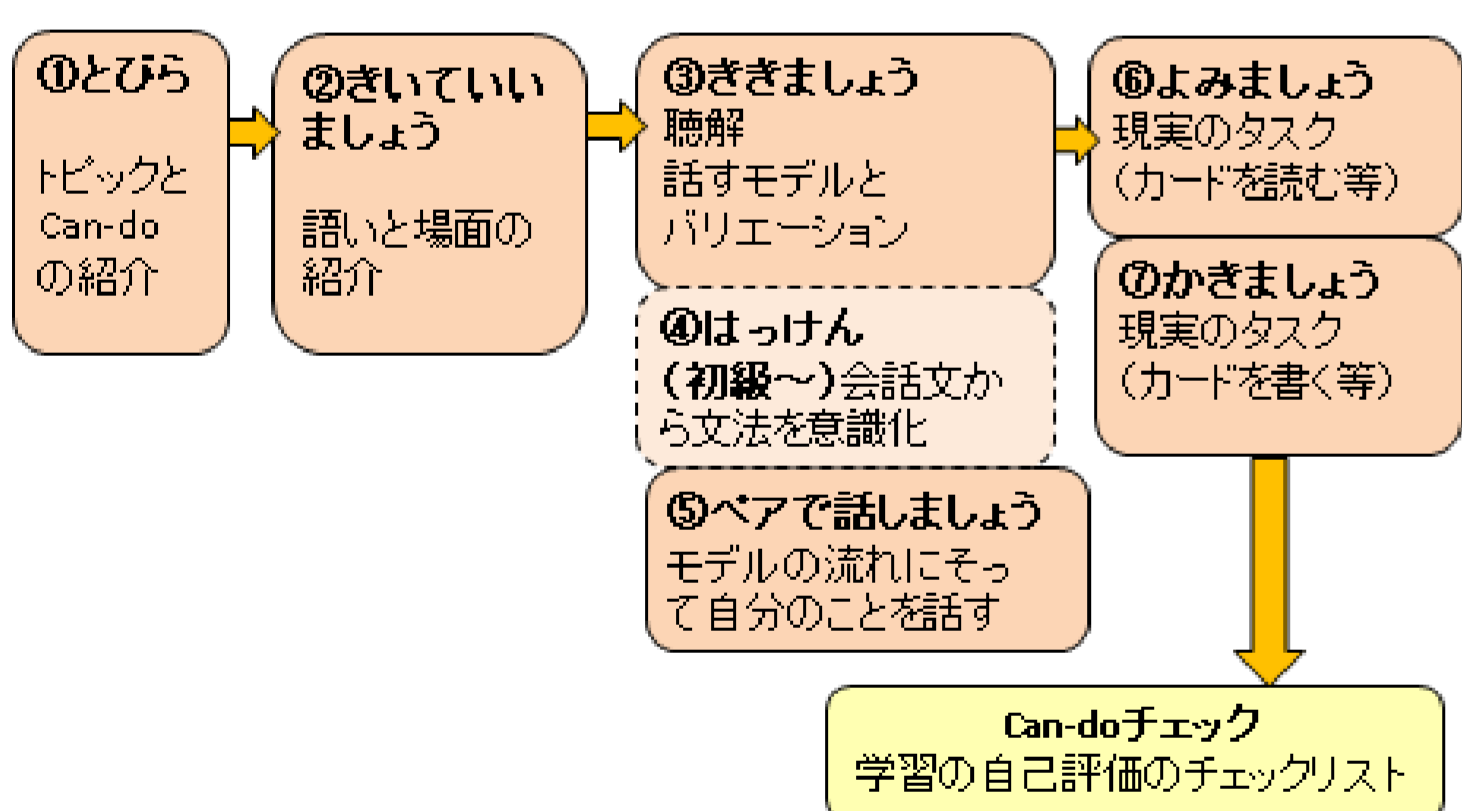 ①とびら
トピックと
Can-do
の紹介
②きいていい
ましょう
語いと場面の
紹介
③ききましょう
聴解
話すモデルと
バリエーション
④はっけん
(初級～)会話文か
ら文法を意識化
⑤ペアで話しましょう
モデルの流れにそっ
て自分のことを話す
⑥よみましょう
現実のタスク
(カードを読む等)
⑦かきましょう
現実のタスク
(カードを書く等)
Can-doチェック
学習の自己評価のチェックリスト